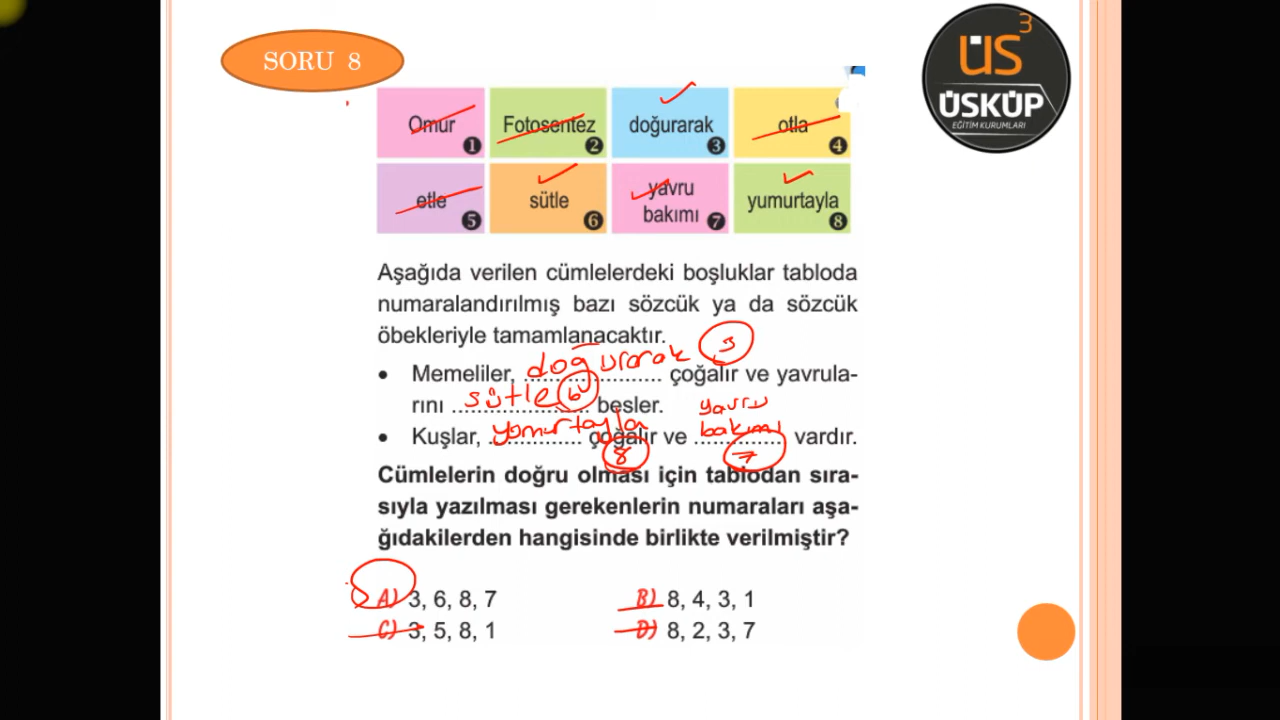 SORU 8
ÜS3
ÜSKÜP
EĞİTİM KURUMLARI
Omur 1
Fotosentez 2
doğurarak 3
otla 4
etle 5
sütle 6
yavru bakımı 7
yumurtayla 8
Aşağıda verilen cümlelerdeki boşluklar tabloda
numaralandırılmış bazı sözcük ya da sözcük
öbekleriyle tamamlanacaktır.
doğurarak 3
• Memeliler, ...................... çoğalır ve yavrula-
sütle 6
rını ...................... besler.
yavru
yumurtayla bakımı
• Kuşlar, ............... çoğalır ve .............. vardır.
8 7
Cümlelerin doğru olması için tablodan sıra-
sıyla yazılması gerekenlerin numaraları aşa-
ğıdakilerden hangisinde birlikte verilmiştir?
A) 3, 6, 8, 7 B) 8, 4, 3, 1
C) 3, 5, 8, 1 D) 8, 2, 3, 7